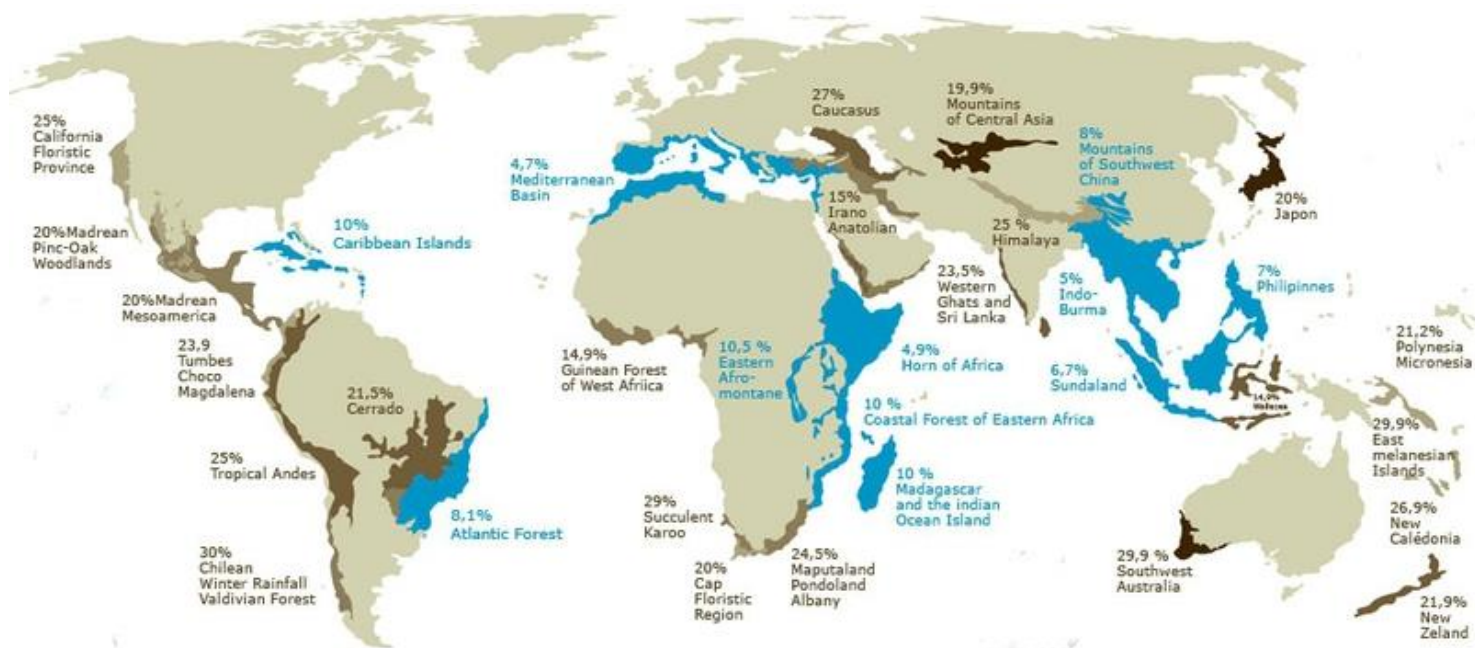 25%
California
Floristic
Province
20%Madrean
Pinc-Oak
Woodlands
10%
Caribbean Islands
20%Madrean
Mesoamerica
23,9
Tumbes
Choco
Magdalena
21,5%
Cerrado
25%
Tropical Andes
8,1%
Atlantic Forest
30%
Chilean
Winter Rainfall
Valdivian Forest
4,7%
Mediterranean
Basin
27%
Caucasus
19,9%
Mountains
of Central Asia
8%
Mountains
of Southwest
China
20%
Japon
15%
Irano
Anatolian
25 %
Himalaya
23,5%
Western
Ghats and
Sri Lanka
5%
Indo-
Burma
7%
Philipinnes
14,9%
Guinean Forest
of West Afriica
10,5 %
Eastern
Afro-
montane
4,9%
Horn of Africa
6,7%
Sundaland
14,9%
Wallacea
21,2%
Polynesia
Micronesia
10 %
Coastal Forest of Eastern Africa
10 %
Madagascar
and the indian
Ocean Island
29,9%
East
melanesian
Islands
29%
Succulent
Karoo
20%
Cap
Floristic
Region
24,5%
Maputaland
Pondoland
Albany
29,9 %
Southwest
Australia
26,9%
New
Calédonia
21,9%
New
Zeland